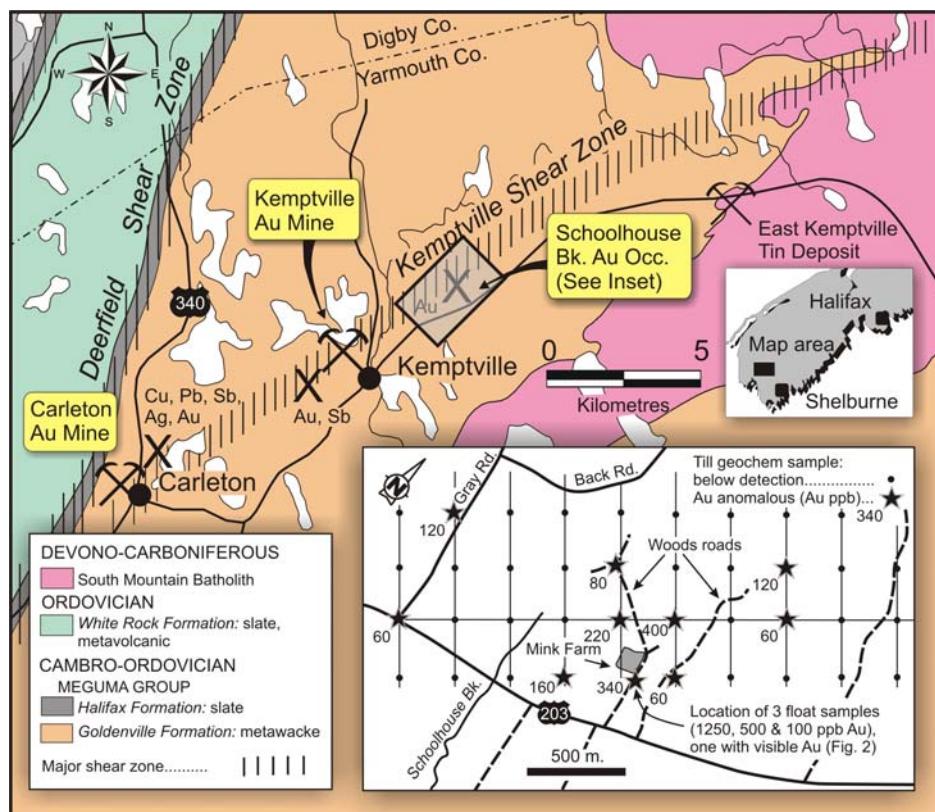 N
W
E
S
Digby Co.
Yarmouth Co.
Deerfield Shear Zone
Kemptville Shear Zone
Kemptville
Au Mine
340
Au
Schoolhouse
Bk. Au Occ.
(See Inset)
East Kemptville
Tin Deposit
Halifax
Map area
Shelburne
0 5
Kilometres
Kemptville
Au, Sb
Cu, Pb, Sb,
Ag, Au
Carleton
Au Mine
Carleton
DEVONO-CARBONIFEROUS
South Mountain Batholith
ORDOVICIAN
White Rock Formation: slate,
metavolcanic
CAMBRO-ORDOVICIAN
MEGUMA GROUP
Halifax Formation: slate
Goldenville Formation: metawacke
Major shear zone..........
N
Gray Rd.
Back Rd.
Till geochem sample:
below detection.................
Au anomalous (Au ppb)...
340
120
Woods roads
80
120
60
220
400
60
Mink Farm
160
340
60
Schoolhouse Bk.
203
Location of 3 float samples
(1250, 500 & 100 ppb Au),
one with visible Au (Fig. 2)
500 m.